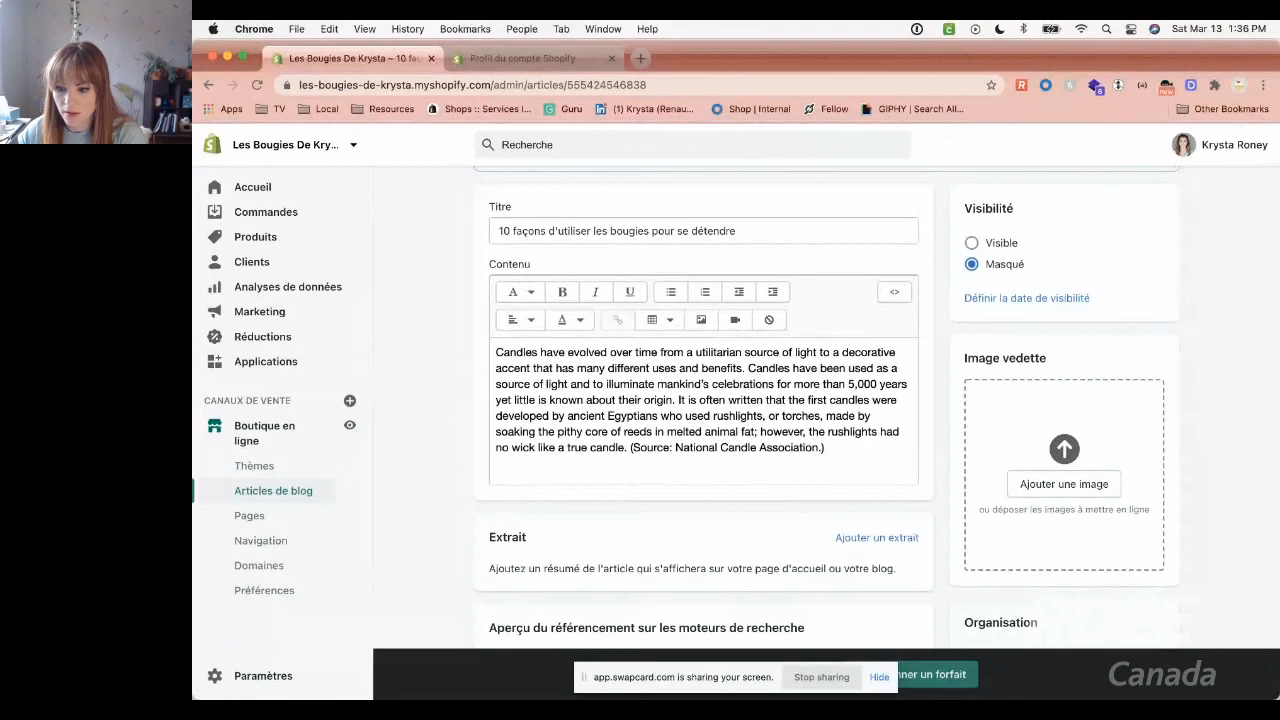 Chrome File Edit View History Bookmarks People Tab Window Help Sat Mar 13 1:36 PM
Les Bougies De Krysta ~ 10 fa Profil du compte Shopify
les-bougies-de-krysta.myshopify.com/admin/articles/555424546838
Apps TV Local Resources Shops :: Services I... Guru (1) Krysta (Renau... Shop | Internal Fellow GIPHY | Search All... Other Bookmarks
Les Bougies De Kry... Recherche Krysta Roney
Accueil
Commandes
Produits
Clients
Analyses de données
Marketing
Réductions
Applications
CANAUX DE VENTE
Boutique en
ligne
Thèmes
Articles de blog
Pages
Navigation
Domaines
Préférences
Paramètres
Titre
10 façons d'utiliser les bougies pour se détendre
Contenu
A B I U <>
A
Candles have evolved over time from a utilitarian source of light to a decorative
accent that has many different uses and benefits. Candles have been used as a
source of light and to illuminate mankind's celebrations for more than 5,000 years
yet little is known about their origin. It is often written that the first candles were
developed by ancient Egyptians who used rushlights, or torches, made by
soaking the pithy core of reeds in melted animal fat; however, the rushlights had
no wick like a true candle. (Source: National Candle Association.)
Extrait Ajouter un extrait
Ajoutez un résumé de l'article qui s'affichera sur votre page d'accueil ou votre blog.
Aperçu du référencement sur les moteurs de recherche
Visibilité
Visible
Masqué
Définir la date de visibilité
Image vedette
Ajouter une image
ou déposer les images à mettre en ligne
Organisation
app.swapcard.com is sharing your screen. Stop sharing Hide
nner un forfait
Canada